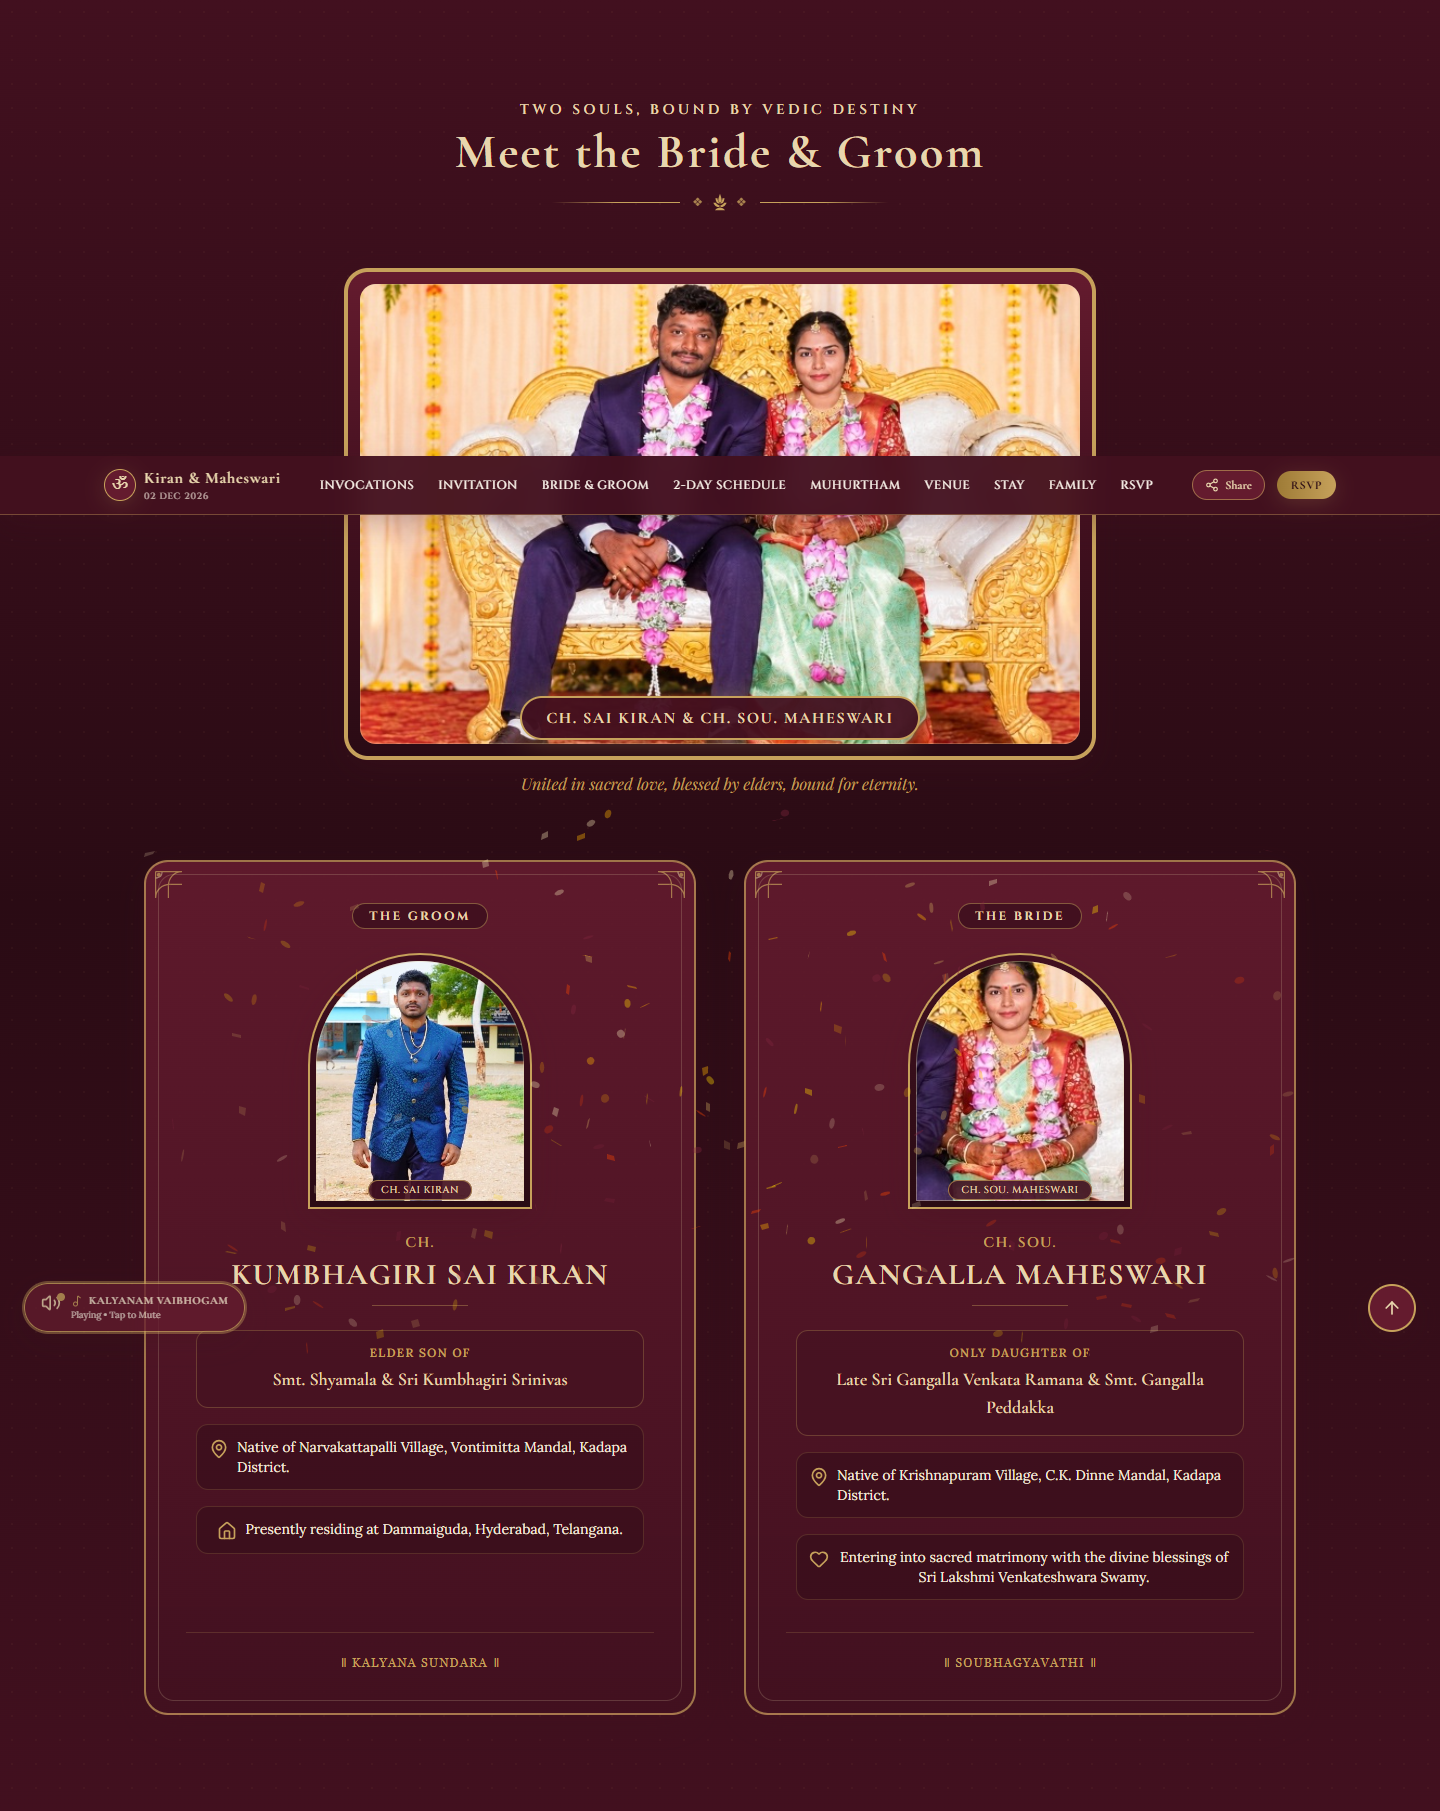 TWO SOULS, BOUND BY VEDIC DESTINY
Meet the Bride & Groom
ॐ
Kiran & Maheswari
02 DEC 2026
INVOCATIONS
INVITATION
BRIDE & GROOM
2-DAY SCHEDULE
MUHURTHAM
VENUE
STAY
FAMILY
RSVP
Share
RSVP
CH. SAI KIRAN & CH. SOU. MAHESWARI
United in sacred love, blessed by elders, bound for eternity.
THE GROOM
CH. SAI KIRAN
CH.
KUMBHAGIRI SAI KIRAN
ELDER SON OF
Smt. Shyamala & Sri Kumbhagiri Srinivas
Native of Narvakattapalli Village, Vontimitta Mandal, Kadapa
District.
Presently residing at Dammaiguda, Hyderabad, Telangana.
॥ KALYANA SUNDARA ॥
THE BRIDE
CH. SOU. MAHESWARI
CH. SOU.
GANGALLA MAHESWARI
ONLY DAUGHTER OF
Late Sri Gangalla Venkata Ramana & Smt. Gangalla
Peddakka
Native of Krishnapuram Village, C.K. Dinne Mandal, Kadapa
District.
Entering into sacred matrimony with the divine blessings of
Sri Lakshmi Venkateshwara Swamy.
॥ SOUBHAGYAVATHI ॥
KALYANAM VAIBHOGAM
Playing • Tap to Mute